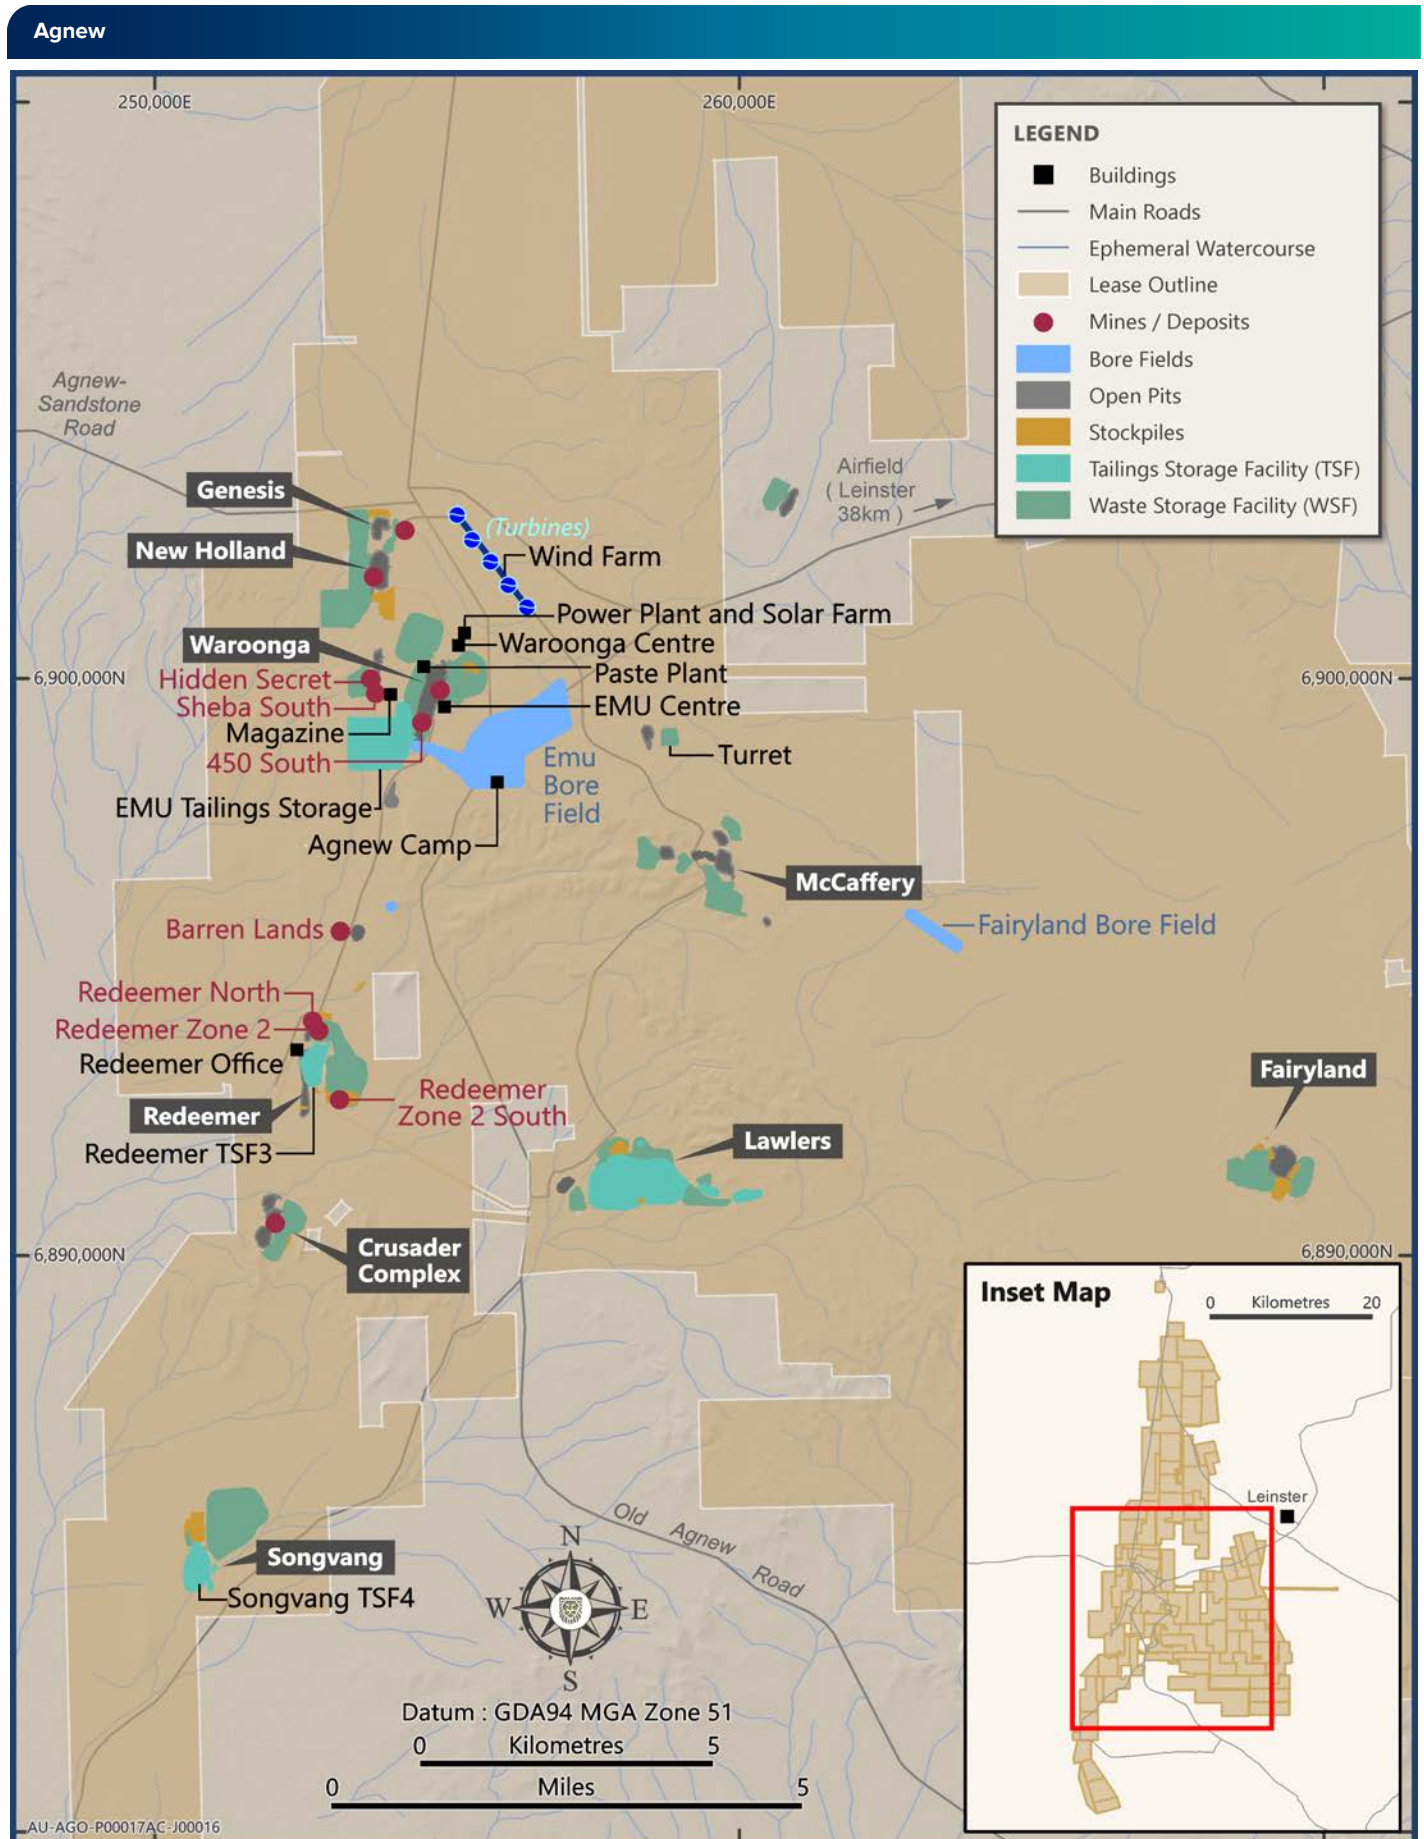 Agnew
250,000E
260,000E
LEGEND
Buildings
Main Roads
Ephemeral Watercourse
Lease Outline
Mines / Deposits
Bore Fields
Open Pits
Stockpiles
Tailings Storage Facility (TSF)
Waste Storage Facility (WSF)
Agnew-
Sandstone
Road
Airfield
( Leinster
38km )
Genesis
(Turbines)
New Holland
Wind Farm
Power Plant and Solar Farm
Waroonga
Waroonga Centre
Paste Plant
6,900,000N
6,900,000N
Hidden Secret
Sheba South
EMU Centre
Magazine
450 South
Turret
Emu
Bore
Field
EMU Tailings Storage
Agnew Camp
McCaffery
Barren Lands
Fairyland Bore Field
Redeemer North
Redeemer Zone 2
Redeemer Office
Fairyland
Redeemer
Zone 2 South
Redeemer
Lawlers
Redeemer TSF3
Crusader
Complex
6,890,000N
6,890,000N
Inset Map
0 Kilometres 20
Leinster
Old Agnew Road
Songvang
Songvang TSF4
N
W
E
S
Datum : GDA94 MGA Zone 51
0 Kilometres 5
0 Miles 5
AU-AGO-P00017AC-J00016